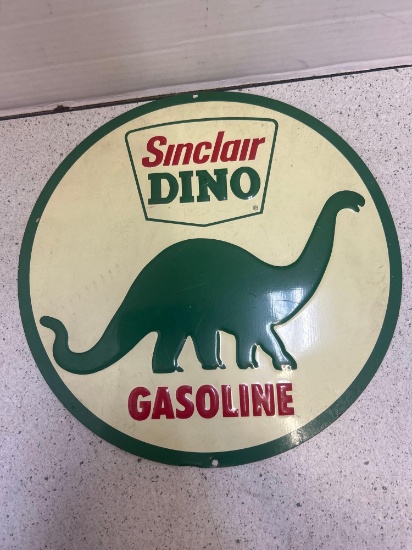 Sinclair
DINO
®
GASOLINE